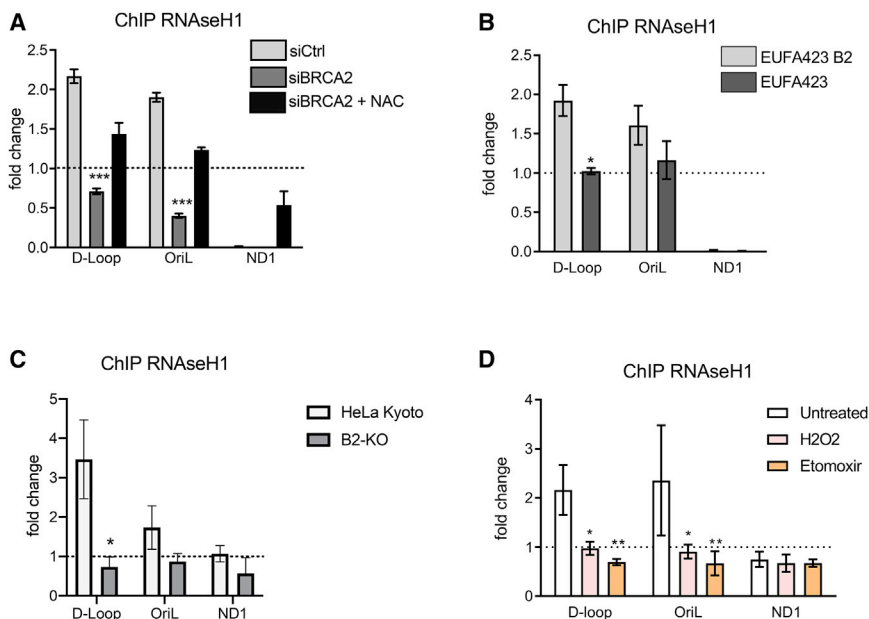 A
ChIP RNAseH1
fold change
2.5
2.0
1.5
1.0
0.5
0.0
siCtrl
siBRCA2
siBRCA2 + NAC
***
***
D-Loop OriL ND1
B
ChIP RNAseH1
fold change
2.5
2.0
1.5
1.0
0.5
0.0
EUFA423 B2
EUFA423
*
D-Loop OriL ND1
C
ChIP RNAseH1
fold change
5
4
3
2
1
0
HeLa Kyoto
B2-KO
*
D-Loop OriL ND1
D
ChIP RNAseH1
fold change
4
3
2
1
0
Untreated
H2O2
Etomoxir
* **
* **
D-loop OriL ND1